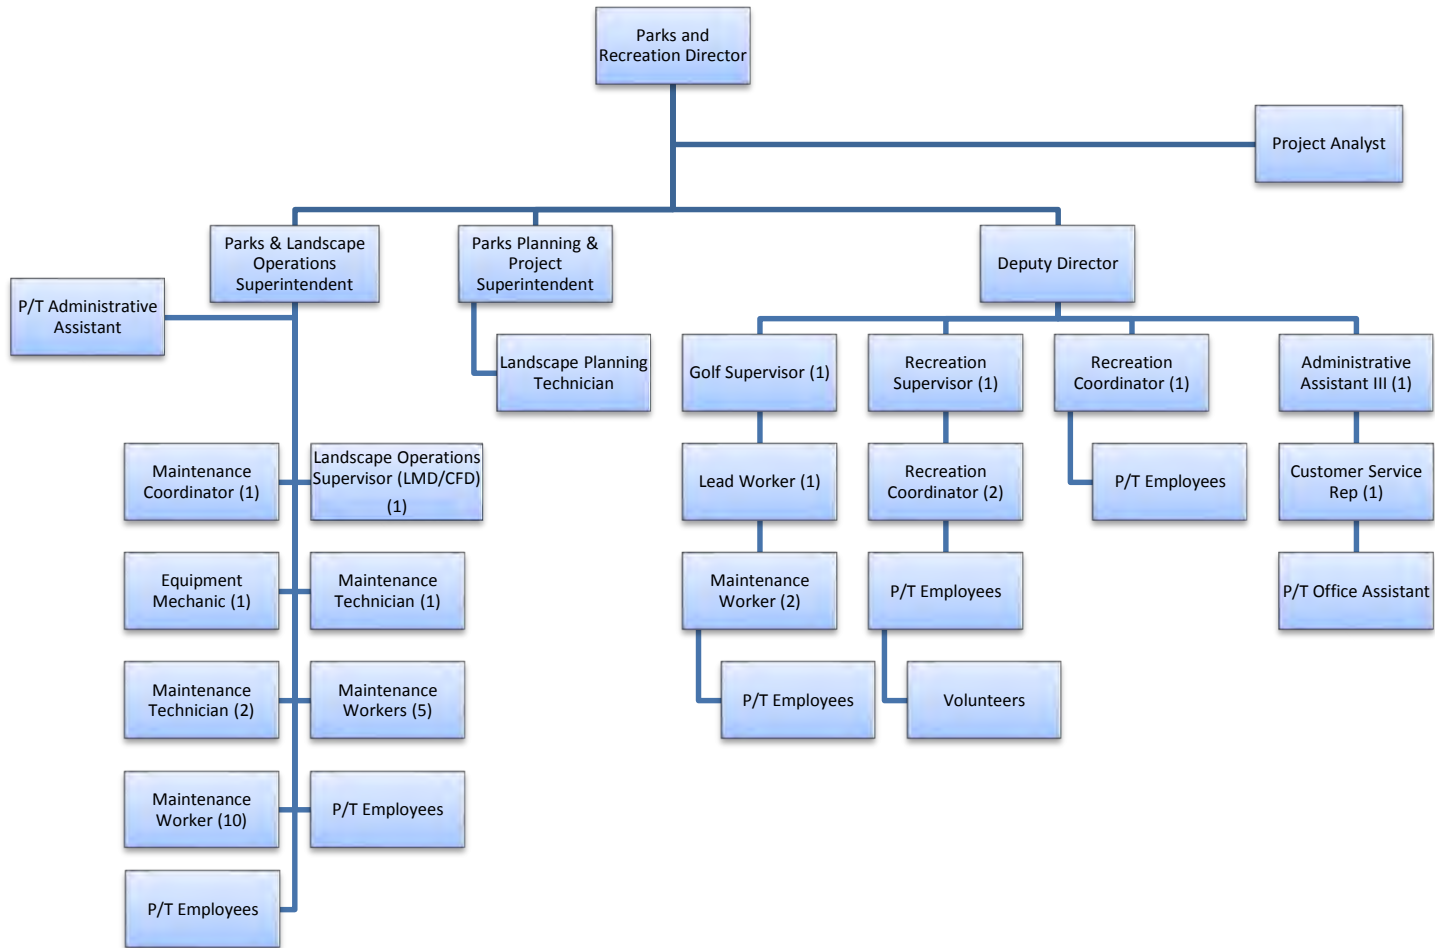 Parks and
Recreation Director
Project Analyst
Parks & Landscape
Operations
Superintendent
Parks Planning &
Project
Superintendent
Deputy Director
P/T Administrative
Assistant
Landscape Planning
Technician
Golf Supervisor (1)
Recreation
Supervisor (1)
Recreation
Coordinator (1)
Administrative
Assistant III (1)
Maintenance
Coordinator (1)
Landscape Operations
Supervisor (LMD/CFD)
(1)
Lead Worker (1)
Recreation
Coordinator (2)
P/T Employees
Customer Service
Rep (1)
Equipment
Mechanic (1)
Maintenance
Technician (1)
Maintenance
Worker (2)
P/T Employees
P/T Office Assistant
Maintenance
Technician (2)
Maintenance
Workers (5)
P/T Employees
Volunteers
Maintenance
Worker (10)
P/T Employees
P/T Employees